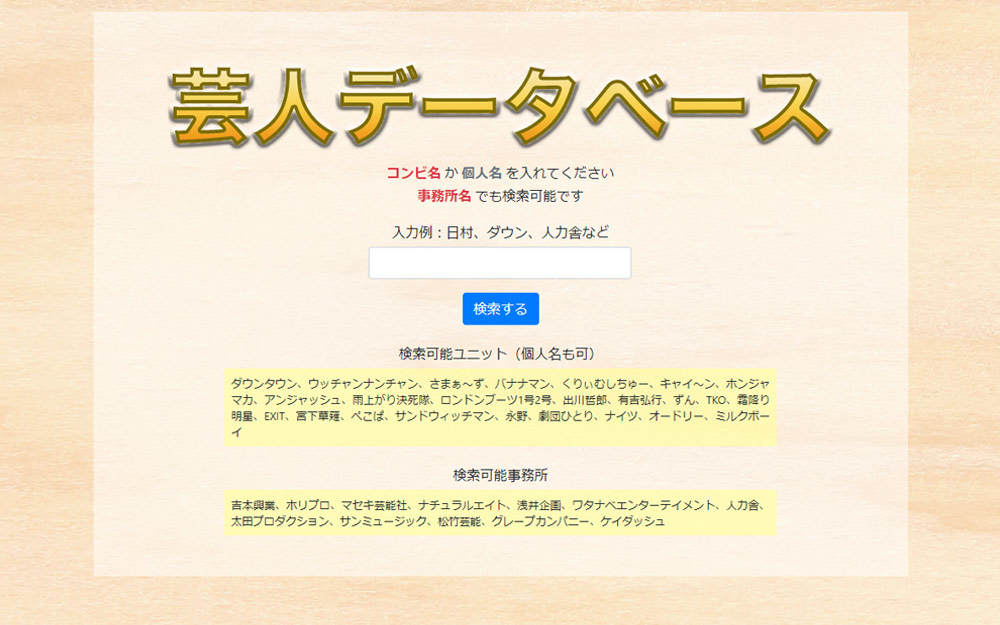 芸人データベース
コンビ名 か 個人名 を入れてください
事務所名 でも検索可能です
入力例：日村、ダウン、人力舎など
検索する
検索可能ユニット（個人名も可）
ダウンタウン、ウッチャンナンチャン、さまぁ〜ず、バナナマン、くりぃむしちゅー、キャイ〜ン、ホンジャ
マカ、アンジャッシュ、雨上がり決死隊、ロンドンブーツ1号2号、出川哲郎、有吉弘行、ずん、TKO、霜降り
明星、EXIT、宮下草薙、ぺこぱ、サンドウィッチマン、永野、劇団ひとり、ナイツ、オードリー、ミルクボー
イ
検索可能事務所
吉本興業、ホリプロ、マセキ芸能社、ナチュラルエイト、浅井企画、ワタナベエンターテイメント、人力舎、
太田プロダクション、サンミュージック、松竹芸能、グレープカンパニー、ケイダッシュ